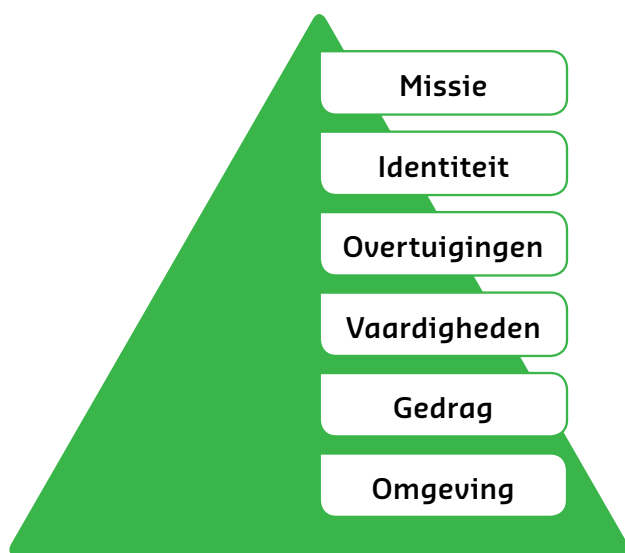 Missie
Identiteit
Overtuigingen
Vaardigheden
Gedrag
Omgeving